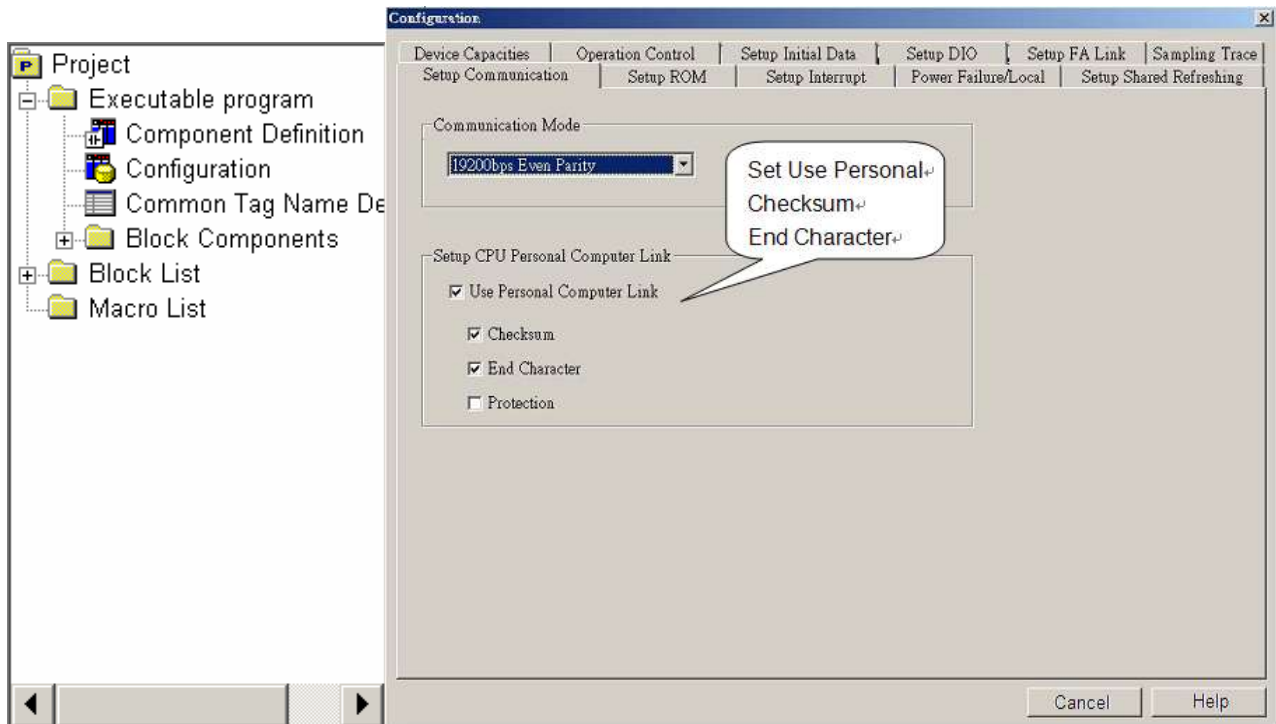 Project
Executable program
Component Definition
Configuration
Common Tag Name De
Block Components
Block List
Macro List
Configuration
Device Capacities
Operation Control
Setup Initial Data
Setup DIO
Setup FA Link
Sampling Trace
Setup Communication
Setup ROM
Setup Interrupt
Power Failure/Local
Setup Shared Refreshing
Communication Mode
19200bps Even Parity
Set Use Personal
Checksum
End Character
Setup CPU Personal Computer Link
Use Personal Computer Link
Checksum
End Character
Protection
Cancel
Help